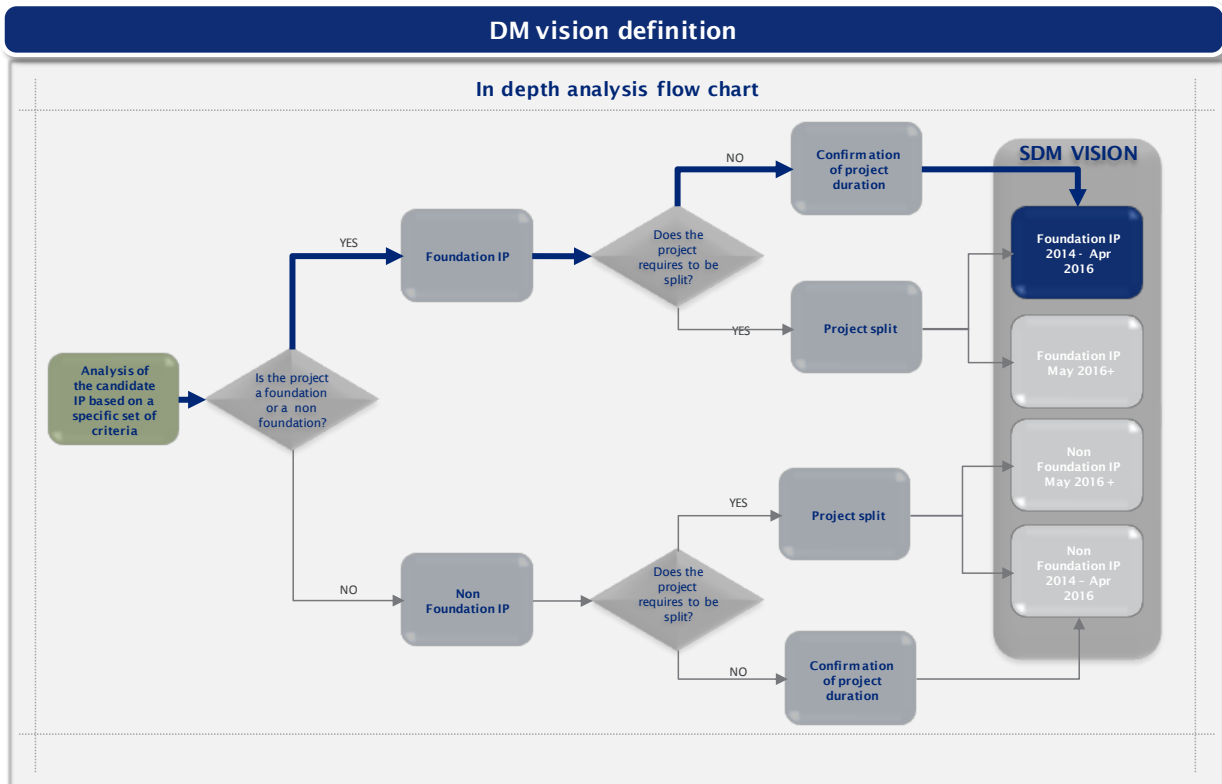 DM vision definition
In depth analysis flow chart
SDM VISION
NO
Confirmation
of project
duration
YES
Foundation IP
Does the
project
requires to be
split?
Foundation IP
2014 - Apr
2016
YES
Project split
Foundation IP
May 2016+
Analysis of
the candidate
IP based on a
specific set of
criteria
Is the project
a foundation
or a non
foundation?
Non
Foundation IP
May 2016 +
YES
Project split
Non
Foundation IP
2014 – Apr
2016
NO
Non
Foundation IP
Does the
project
requires to be
split?
NO
Confirmation
of project
duration